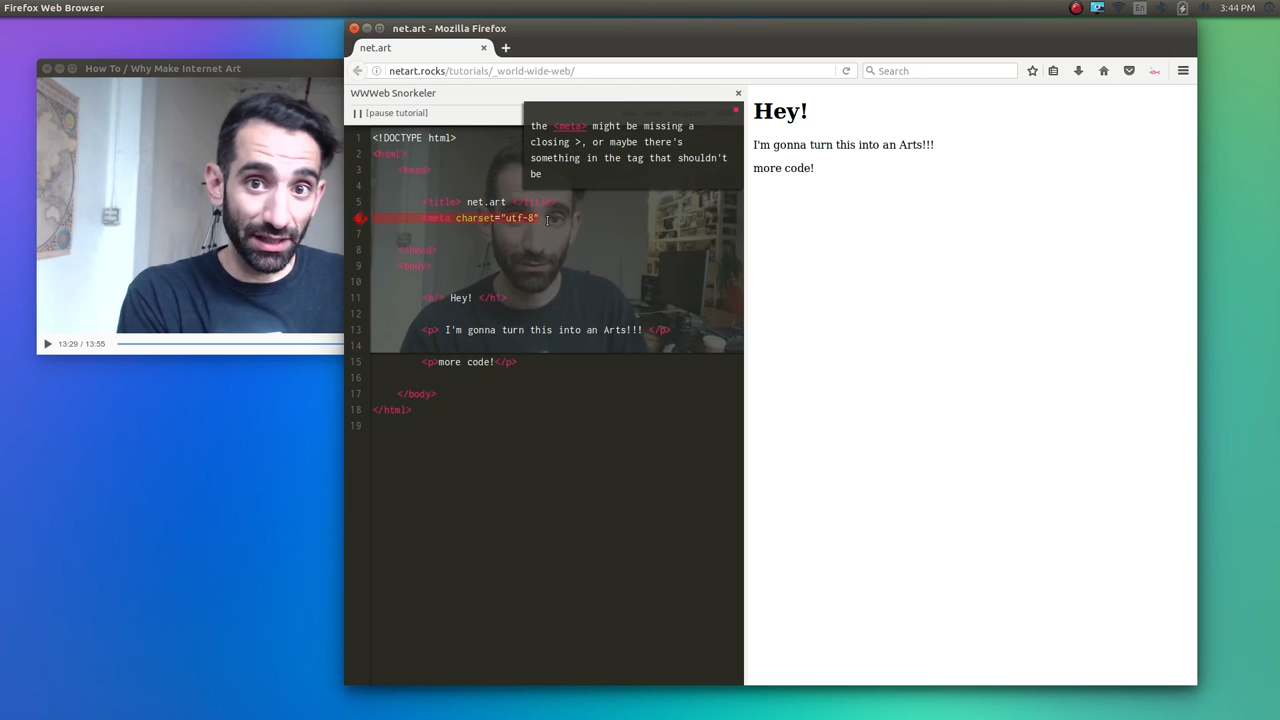 Firefox Web Browser
En
3:44 PM
net.art - Mozilla Firefox
net.art
netart.rocks/tutorials/_world-wide-web/
Search
How To / Why Make Internet Art
13:29 / 13:55
WWWeb Snorkeler
[pause tutorial]
the <meta> might be missing a
closing >, or maybe there's
something in the tag that shouldn't
be
1 <!DOCTYPE html>
2 <html>
3 <head>
4
5 <title> net.art </title>
6 <meta charset="utf-8"
7
8 </head>
9 <body>
10
11 <h1> Hey! </h1>
12
13 <p> I'm gonna turn this into an Arts!!! </p>
14
15 <p>more code!</p>
16
17 </body>
18 </html>
19
Hey!
I'm gonna turn this into an Arts!!!
more code!